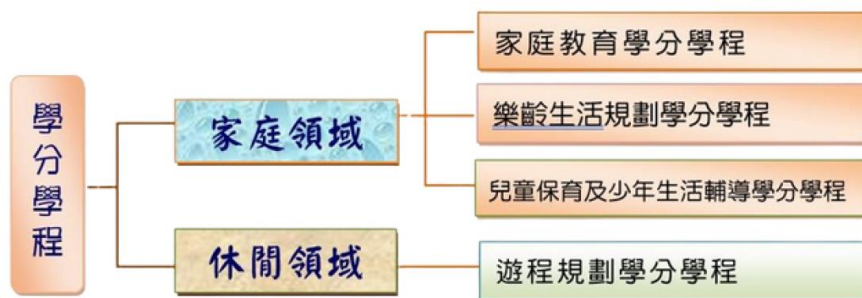 學分學程
家庭領域
家庭教育學分學程
樂齡生活規劃學分學程
兒童保育及少年生活輔導學分學程
休閒領域
遊程規劃學分學程